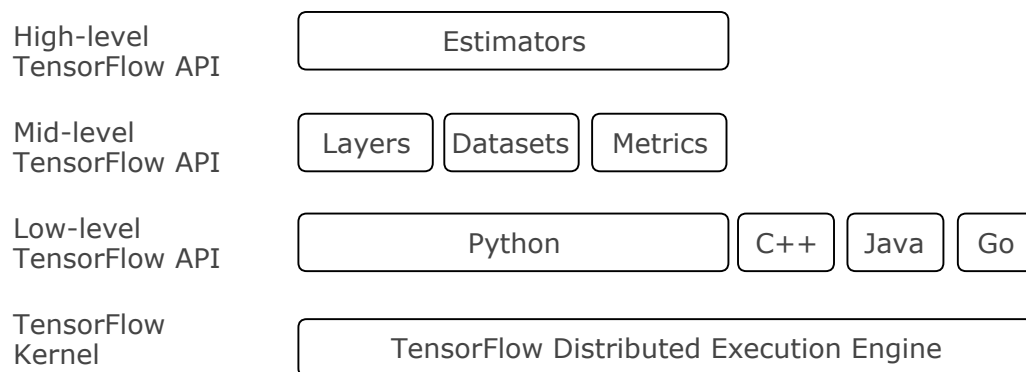 High-level
TensorFlow API
Estimators
Mid-level
TensorFlow API
Layers
Datasets
Metrics
Low-level
TensorFlow API
Python
C++
Java
Go
TensorFlow
Kernel
TensorFlow Distributed Execution Engine